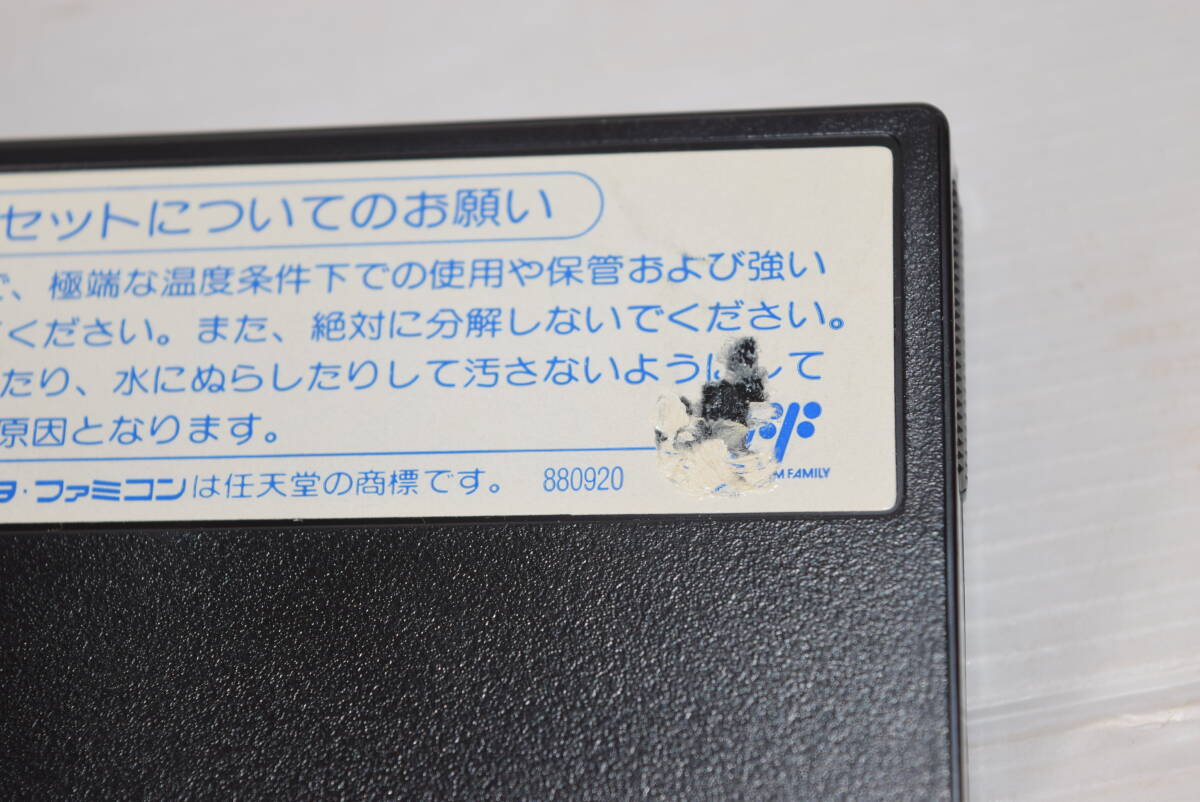 セットについてのお願い
、極端な温度条件下での使用や保管および強い
ください。また、絶対に分解しないでください。
たり、水にぬらしたりして汚さないようにして
原因となります。
・ファミコンは任天堂の商標です。 880920
FAMILY